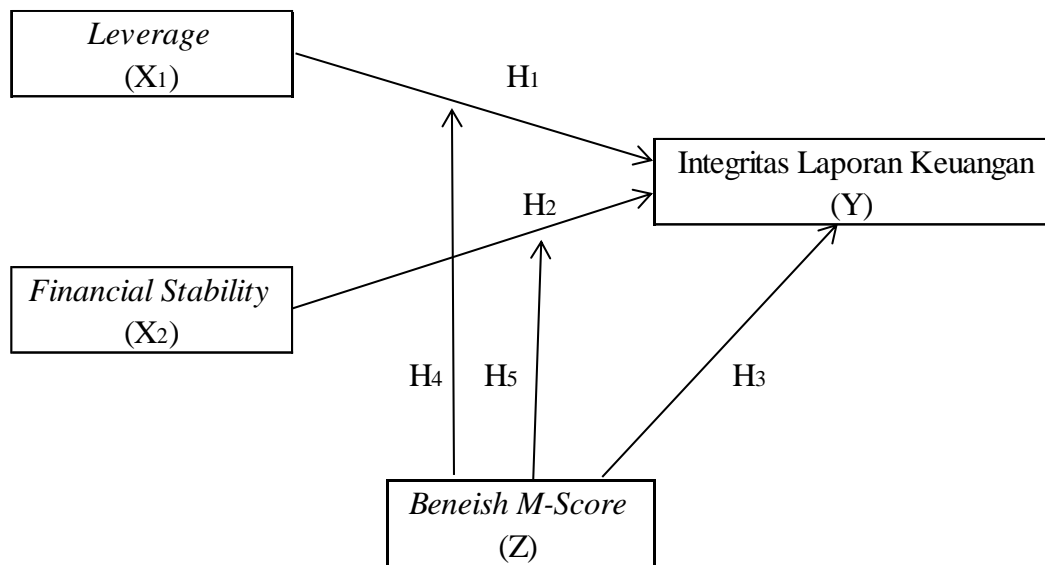 Leverage
(X1)
H1
Integritas Laporan Keuangan
(Y)
H2
Financial Stability
(X2)
H4
H5
H3
Beneish M-Score
(Z)